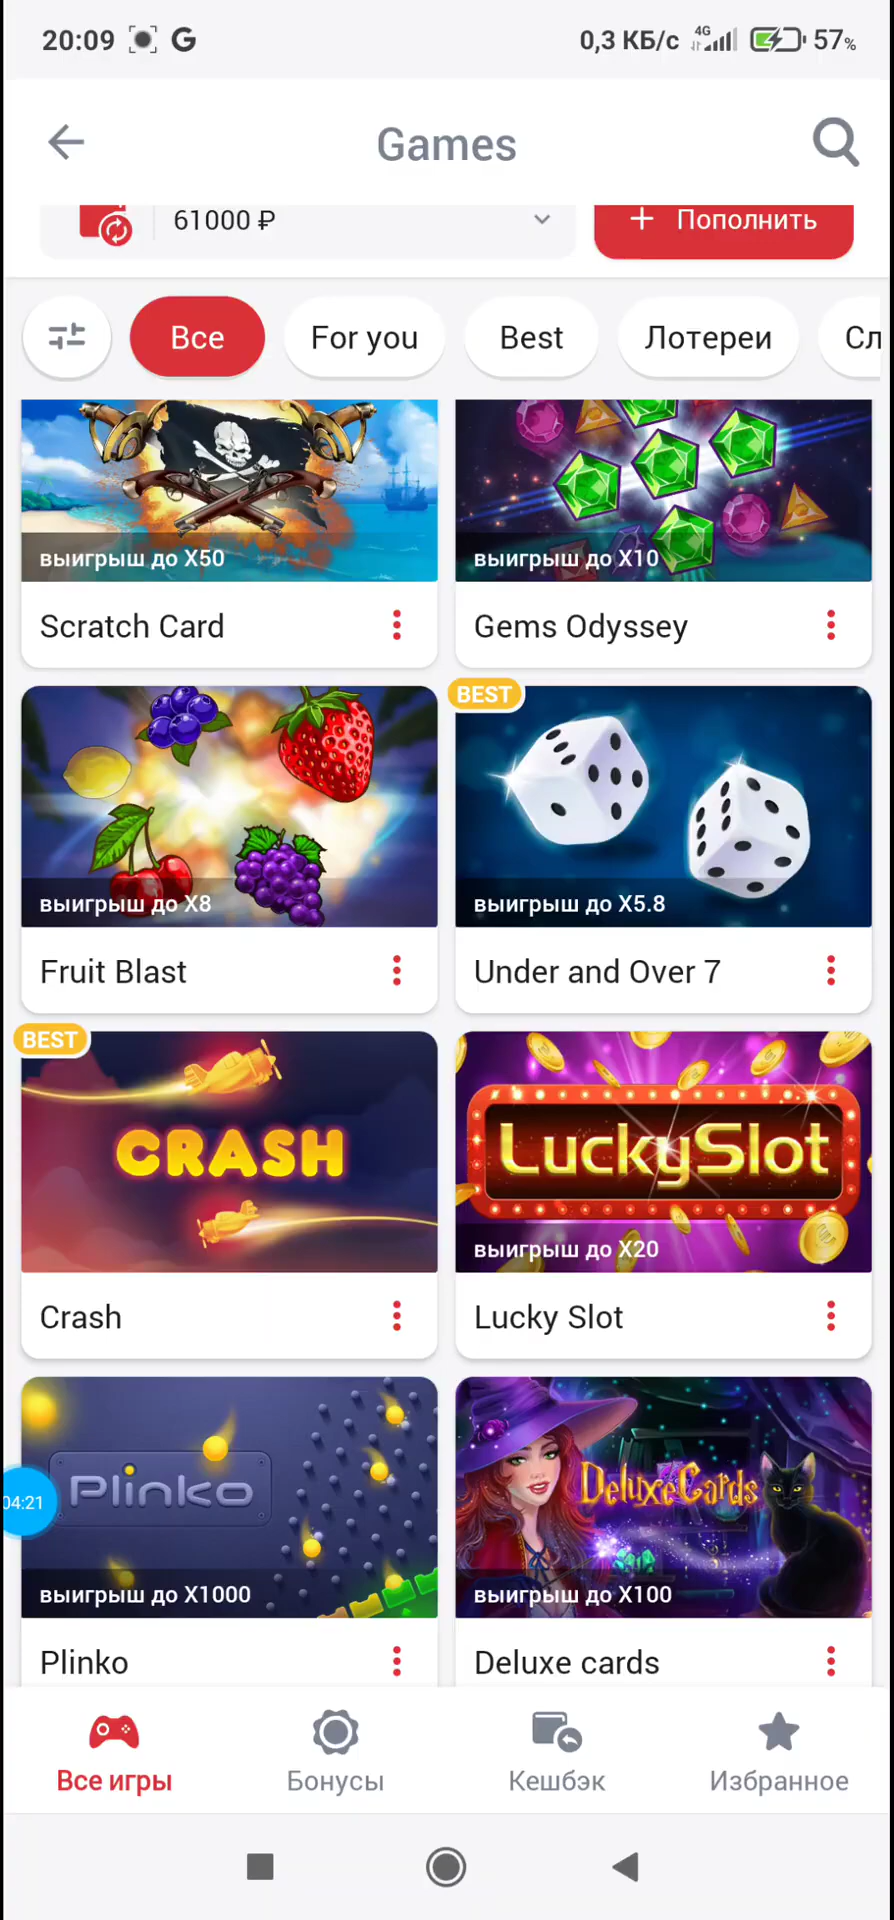 20:09 G 0,3 КБ/с 4G 57%
Games
61000 ₽ + Пополнить
Все For you Best Лотереи Сл
выигрыш до X50 выигрыш до X10
Scratch Card Gems Odyssey
BEST
выигрыш до X8 выигрыш до X5.8
Fruit Blast Under and Over 7
BEST
CRASH LuckySlot
выигрыш до X20
Crash Lucky Slot
Plinko DeluxeCards
04:21
выигрыш до X1000 выигрыш до X100
Plinko Deluxe cards
Все игры Бонусы Кешбэк Избранное